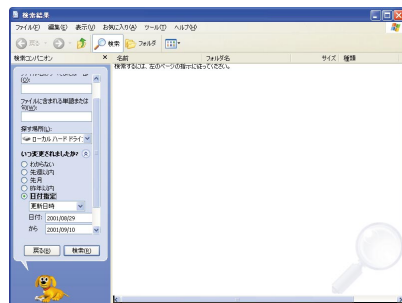 検索結果
ファイル(F) 編集(E) 表示(V) お気に入り(A) ツール(T) ヘルプ(H)
戻る 検索 フォルダ
検索コンパニオン
名前 フォルダ名 サイズ 種類
検索するには、左のページの指示に従ってください。
(O):
ファイルに含まれる単語または
句(W):
探す場所(L):
ローカル ハード ドライブ
いつ変更されましたか?
わからない
先週以内
先月
昨年以内
日付指定
更新日時
日付: 2001/08/29
から 2001/09/10
戻る(B) 検索(R)